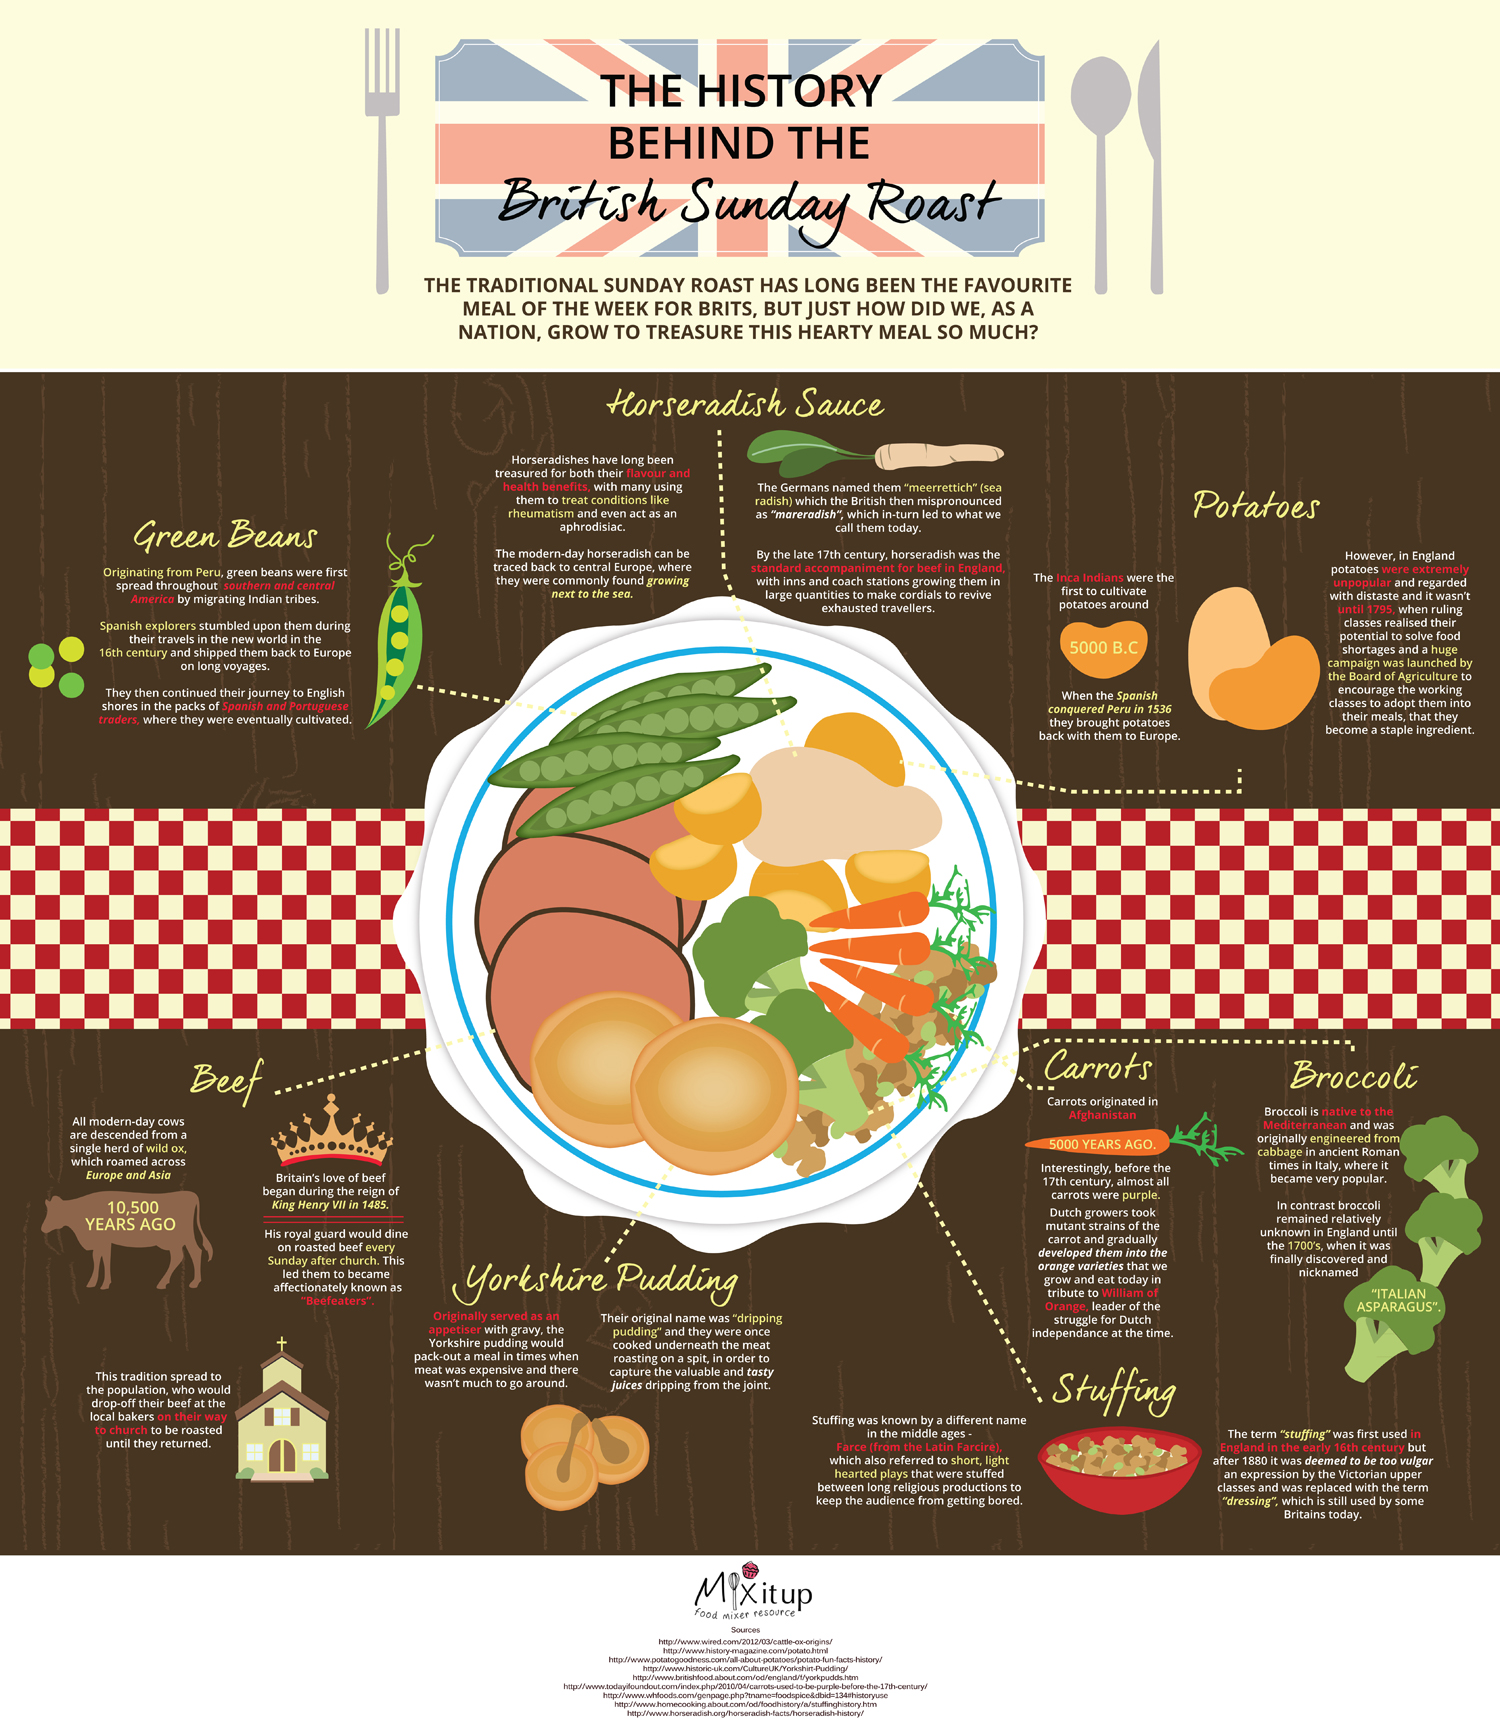 THE HISTORY
BEHIND THE
British Sunday Roast
THE TRADITIONAL SUNDAY ROAST HAS LONG BEEN THE FAVOURITE
MEAL OF THE WEEK FOR BRITS, BUT JUST HOW DID WE, AS A
NATION, GROW TO TREASURE THIS HEARTY MEAL SO MUCH?
Horseradish Sauce
Horseradishes have long been
treasured for both their flavour and
health benefits, with many using
them to treat conditions like
rheumatism and even act as an
aphrodisiac.
The modern-day horseradish can be
traced back to central Europe, where
they were commonly found growing
next to the sea.
The Germans named them “meerrettich” (sea
radish) which the British then mispronounced
as “mareradish”, which in-turn led to what we
call them today.
By the late 17th century, horseradish was the
standard accompaniment for beef in England,
with inns and coach stations growing them in
large quantities to make cordials to revive
exhausted travellers.
Green Beans
Originating from Peru, green beans were first
spread throughout southern and central
America by migrating Indian tribes.
Spanish explorers stumbled upon them during
their travels in the new world in the
16th century and shipped them back to Europe
on long voyages.
They then continued their journey to English
shores in the packs of Spanish and Portuguese
traders, where they were eventually cultivated.
Potatoes
The Inca Indians were the
first to cultivate
potatoes around
5000 B.C
When the Spanish
conquered Peru in 1536
they brought potatoes
back with them to Europe.
However, in England
potatoes were extremely
unpopular and regarded
with distaste and it wasn't
until 1795, when ruling
classes realised their
potential to solve food
shortages and a huge
campaign was launched by
the Board of Agriculture to
encourage the working
classes to adopt them into
their meals, that they
become a staple ingredient.
Beef
All modern-day cows
are descended from a
single herd of wild ox,
which roamed across
Europe and Asia
10,500
YEARS AGO
Britain's love of beef
began during the reign of
King Henry VII in 1485.
His royal guard would dine
on roasted beef every
Sunday after church. This
led them to became
affectionately known as
“Beefeaters”.
This tradition spread to
the population, who would
drop-off their beef at the
local bakers on their way
to church to be roasted
until they returned.
Yorkshire Pudding
Originally served as an
appetiser with gravy, the
Yorkshire pudding would
pack-out a meal in times when
meat was expensive and there
wasn't much to go around.
Their original name was “dripping
pudding” and they were once
cooked underneath the meat
roasting on a spit, in order to
capture the valuable and tasty
juices dripping from the joint.
Carrots
Carrots originated in
Afghanistan
5000 YEARS AGO.
Interestingly, before the
17th century, almost all
carrots were purple.
Dutch growers took
mutant strains of the
carrot and gradually
developed them into the
orange varieties that we
grow and eat today in
tribute to William of
Orange, leader of the
struggle for Dutch
independance at the time.
Broccoli
Broccoli is native to the
Mediterranean and was
originally engineered from
cabbage in ancient Roman
times in Italy, where it
became very popular.
In contrast broccoli
remained relatively
unknown in England until
the 1700's, when it was
finally discovered and
nicknamed
“ITALIAN
ASPARAGUS”.
Stuffing
Stuffing was known by a different name
in the middle ages -
Farce (from the Latin Farcire),
which also referred to short, light
hearted plays that were stuffed
between long religious productions to
keep the audience from getting bored.
The term “stuffing” was first used in
England in the early 16th century but
after 1880 it was deemed to be too vulgar
an expression by the Victorian upper
classes and was replaced with the term
“dressing”, which is still used by some
Britains today.
Mixitup
food mixer resource
Sources
http://www.wired.com/2012/03/cattle-ox-origins/
http://www.history-magazine.com/potato.html
http://www.potatogoodness.com/all-about-potatoes/potato-fun-facts-history/
http://www.historic-uk.com/CultureUK/Yorkshirt-Pudding/
http://www.britishfood.about.com/od/england/f/yorkpudds.htm
http://www.todayifoundout.com/index.php/2010/04/carrots-used-to-be-purple-before-the-17th-century/
http://www.whfoods.com/genpage.php?tname=foodspice&dbid=134#historyuse
http://www.homecooking.about.com/od/foodhistory/a/stuffinghistory.htm
http://www.horseradish.org/horseradish-facts/horseradish-history/